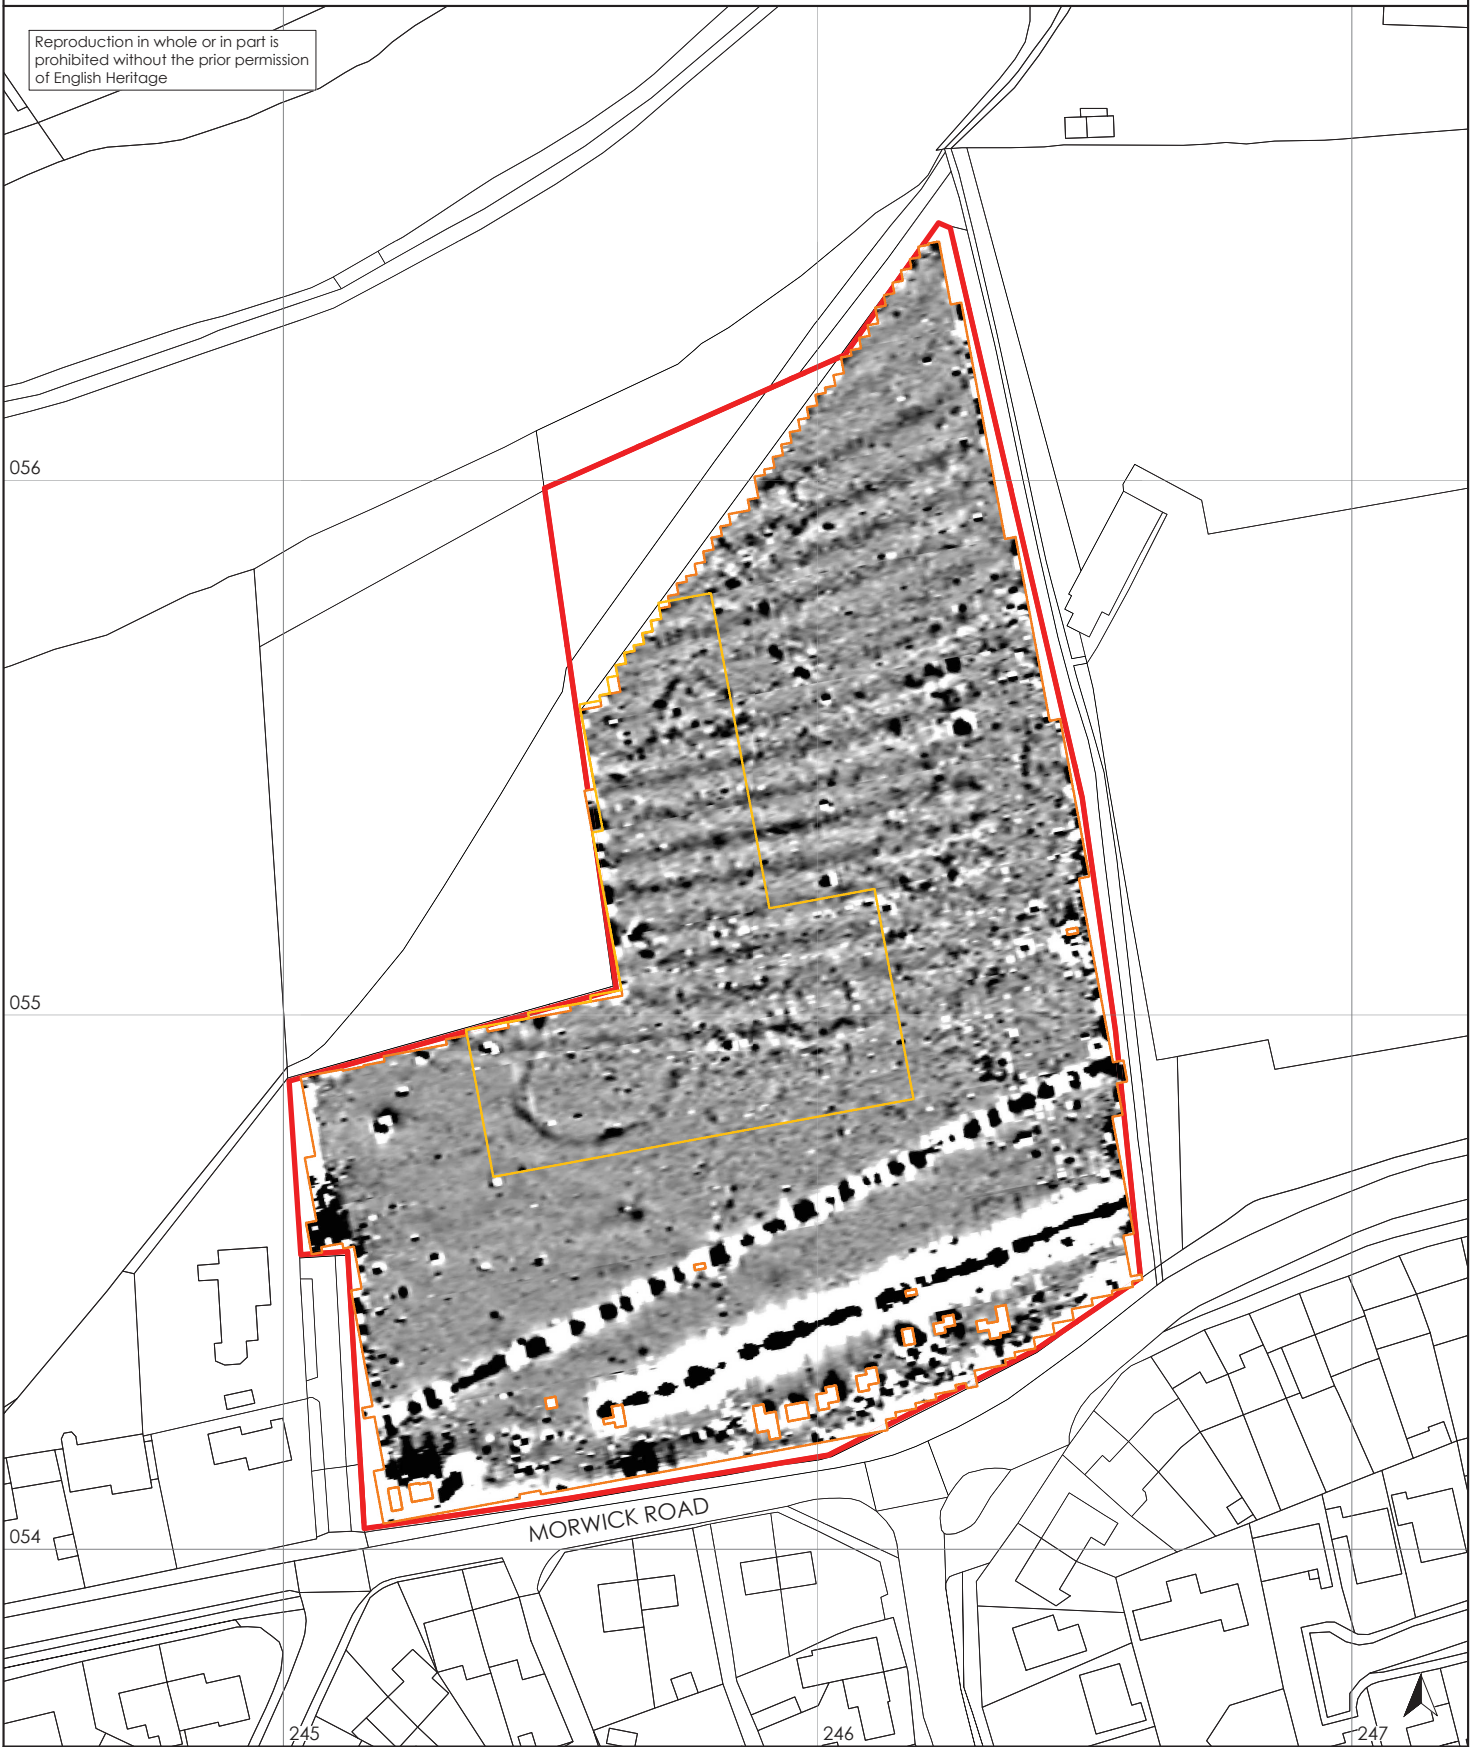 Reproduction in whole or in part is
prohibited without the prior permission
of English Heritage
056
055
054
MORWICK ROAD
245
246
247